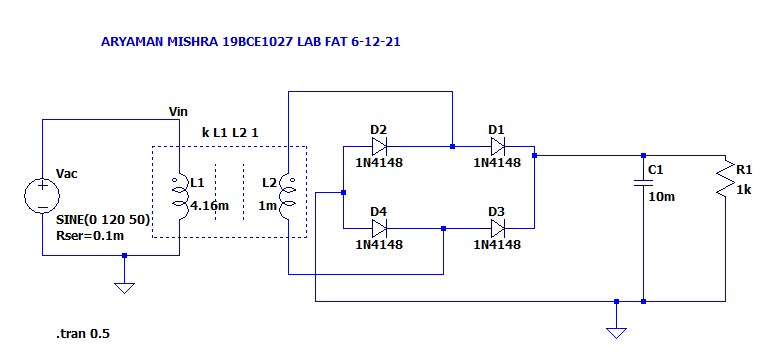 ARYAMAN MISHRA 19BCE1027 LAB FAT 6-12-21
Vin
k L1 L2 1
D2
D1
1N4148
1N4148
Vac
L1
L2
C1
R1
4.16m
1m
10m
1k
SINE(0 120 50)
Rser=0.1m
D4
D3
1N4148
1N4148
.tran 0.5